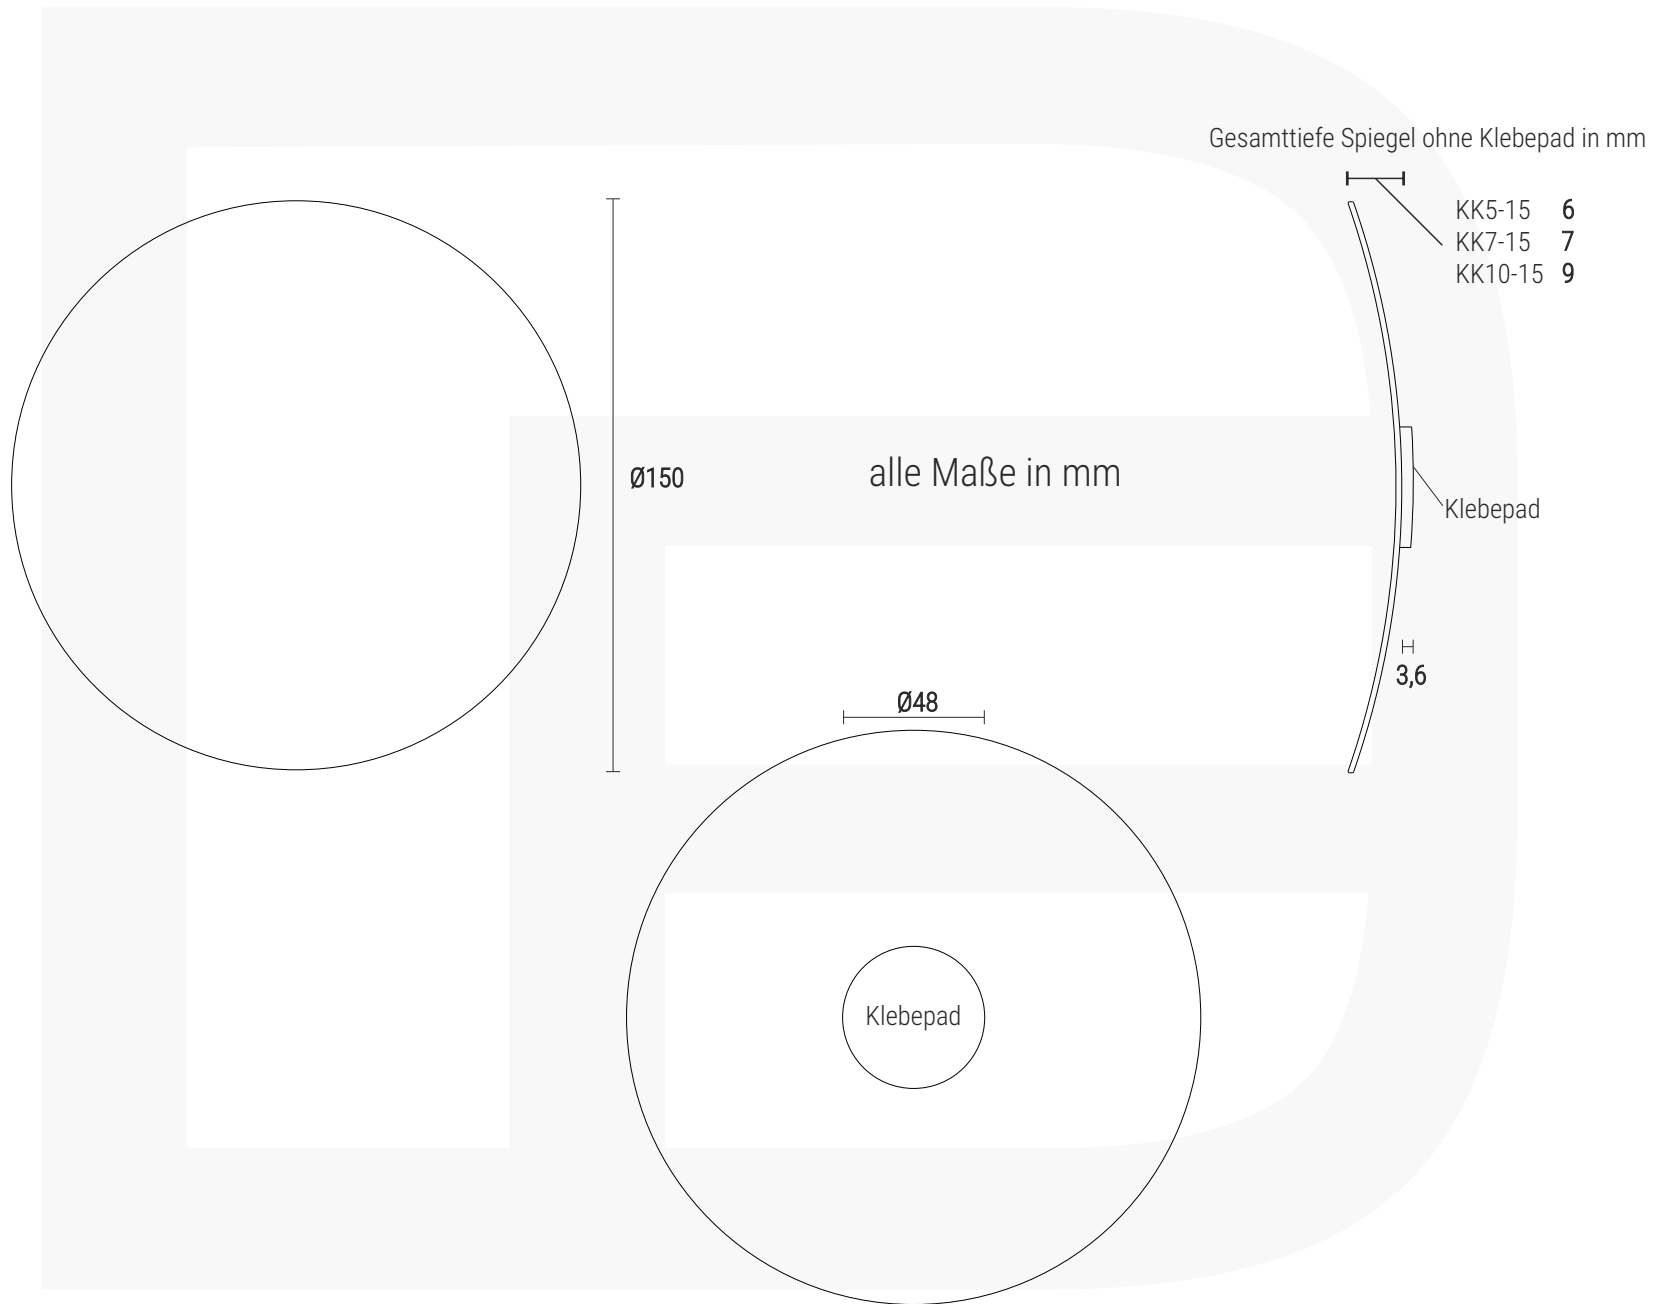 Gesamttiefe Spiegel ohne Klebepad in mm
KK5-15 6
KK7-15 7
KK10-15 9
Ø150
alle Maße in mm
Klebepad
3,6
Ø48
Klebepad